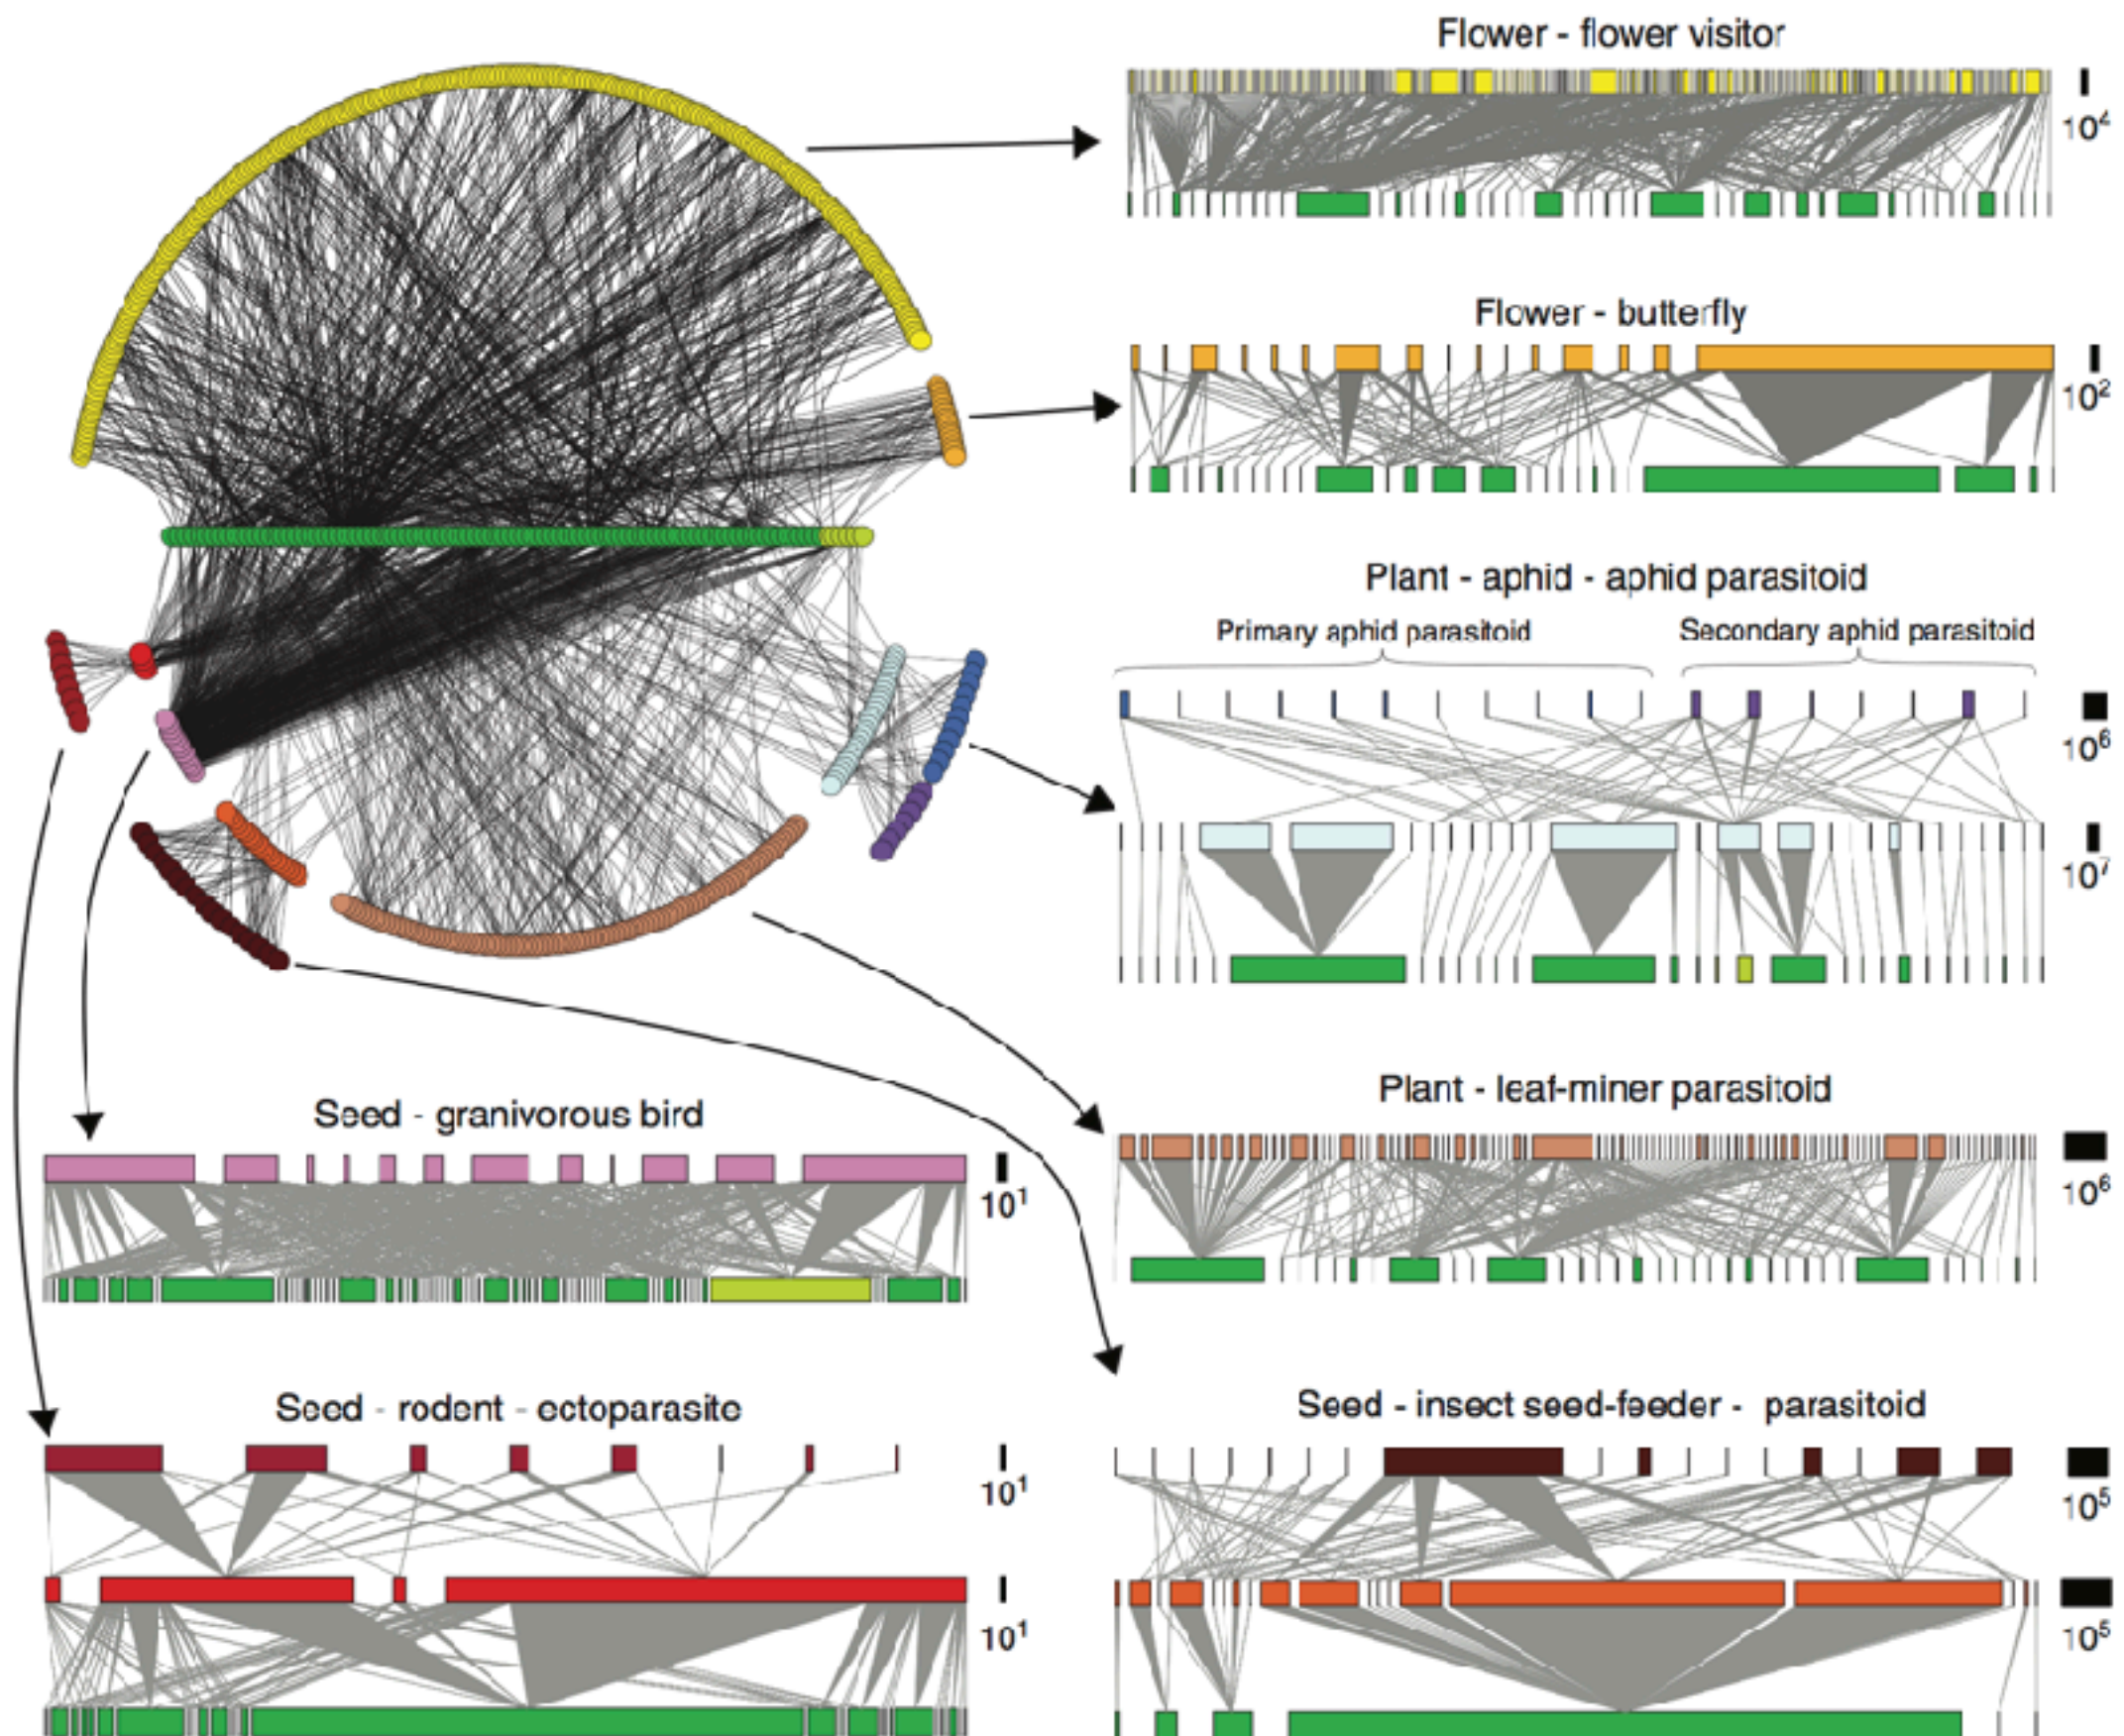 Flower - flower visitor
10⁴
Flower - butterfly
10²
Plant - aphid - aphid parasitoid
Primary aphid parasitoid
Secondary aphid parasitoid
10⁶
10⁷
Plant - leaf-miner parasitoid
10⁶
Seed - granivorous bird
10¹
Seed - rodent - ectoparasite
10¹
10¹
Seed - insect seed-feeder - parasitoid
10⁵
10⁵